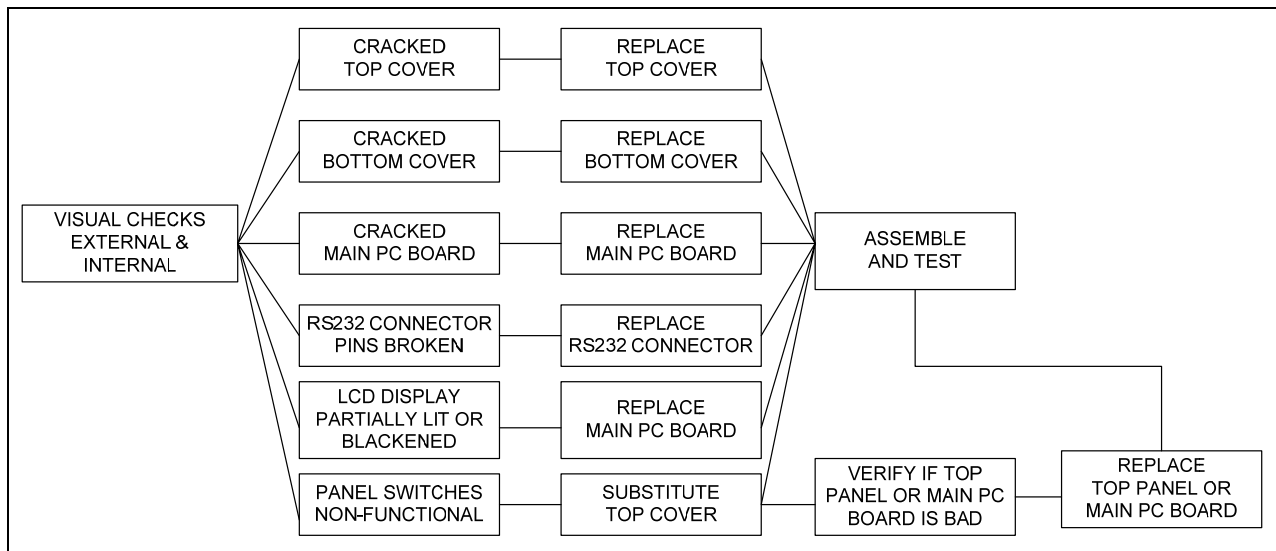 CRACKED
TOP COVER
REPLACE
TOP COVER
CRACKED
BOTTOM COVER
REPLACE
BOTTOM COVER
VISUAL CHECKS
EXTERNAL &
INTERNAL
CRACKED
MAIN PC BOARD
REPLACE
MAIN PC BOARD
ASSEMBLE
AND TEST
RS232 CONNECTOR
PINS BROKEN
REPLACE
RS232 CONNECTOR
LCD DISPLAY
PARTIALLY LIT OR
BLACKENED
REPLACE
MAIN PC BOARD
PANEL SWITCHES
NON-FUNCTIONAL
SUBSTITUTE
TOP COVER
VERIFY IF TOP
PANEL OR MAIN PC
BOARD IS BAD
REPLACE
TOP PANEL OR
MAIN PC BOARD